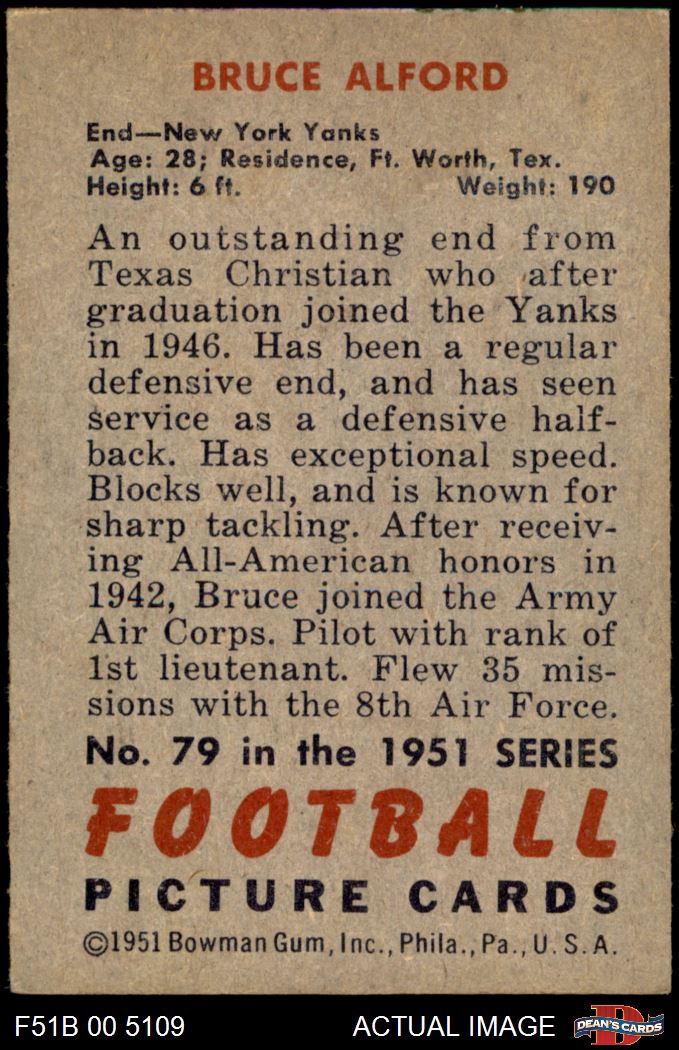 BRUCE ALFORD
End—New York Yanks
Age: 28; Residence, Ft. Worth, Tex.
Height: 6 ft. Weight: 190
An outstanding end from
Texas Christian who after
graduation joined the Yanks
in 1946. Has been a regular
defensive end, and has seen
service as a defensive half-
back. Has exceptional speed.
Blocks well, and is known for
sharp tackling. After receiv-
ing All-American honors in
1942, Bruce joined the Army
Air Corps. Pilot with rank of
1st lieutenant. Flew 35 mis-
sions with the 8th Air Force.
No. 79 in the 1951 SERIES
FOOTBALL
PICTURE CARDS
©1951 Bowman Gum, Inc., Phila., Pa., U. S. A.
F51B 00 5109 ACTUAL IMAGE DEAN'S CARDS